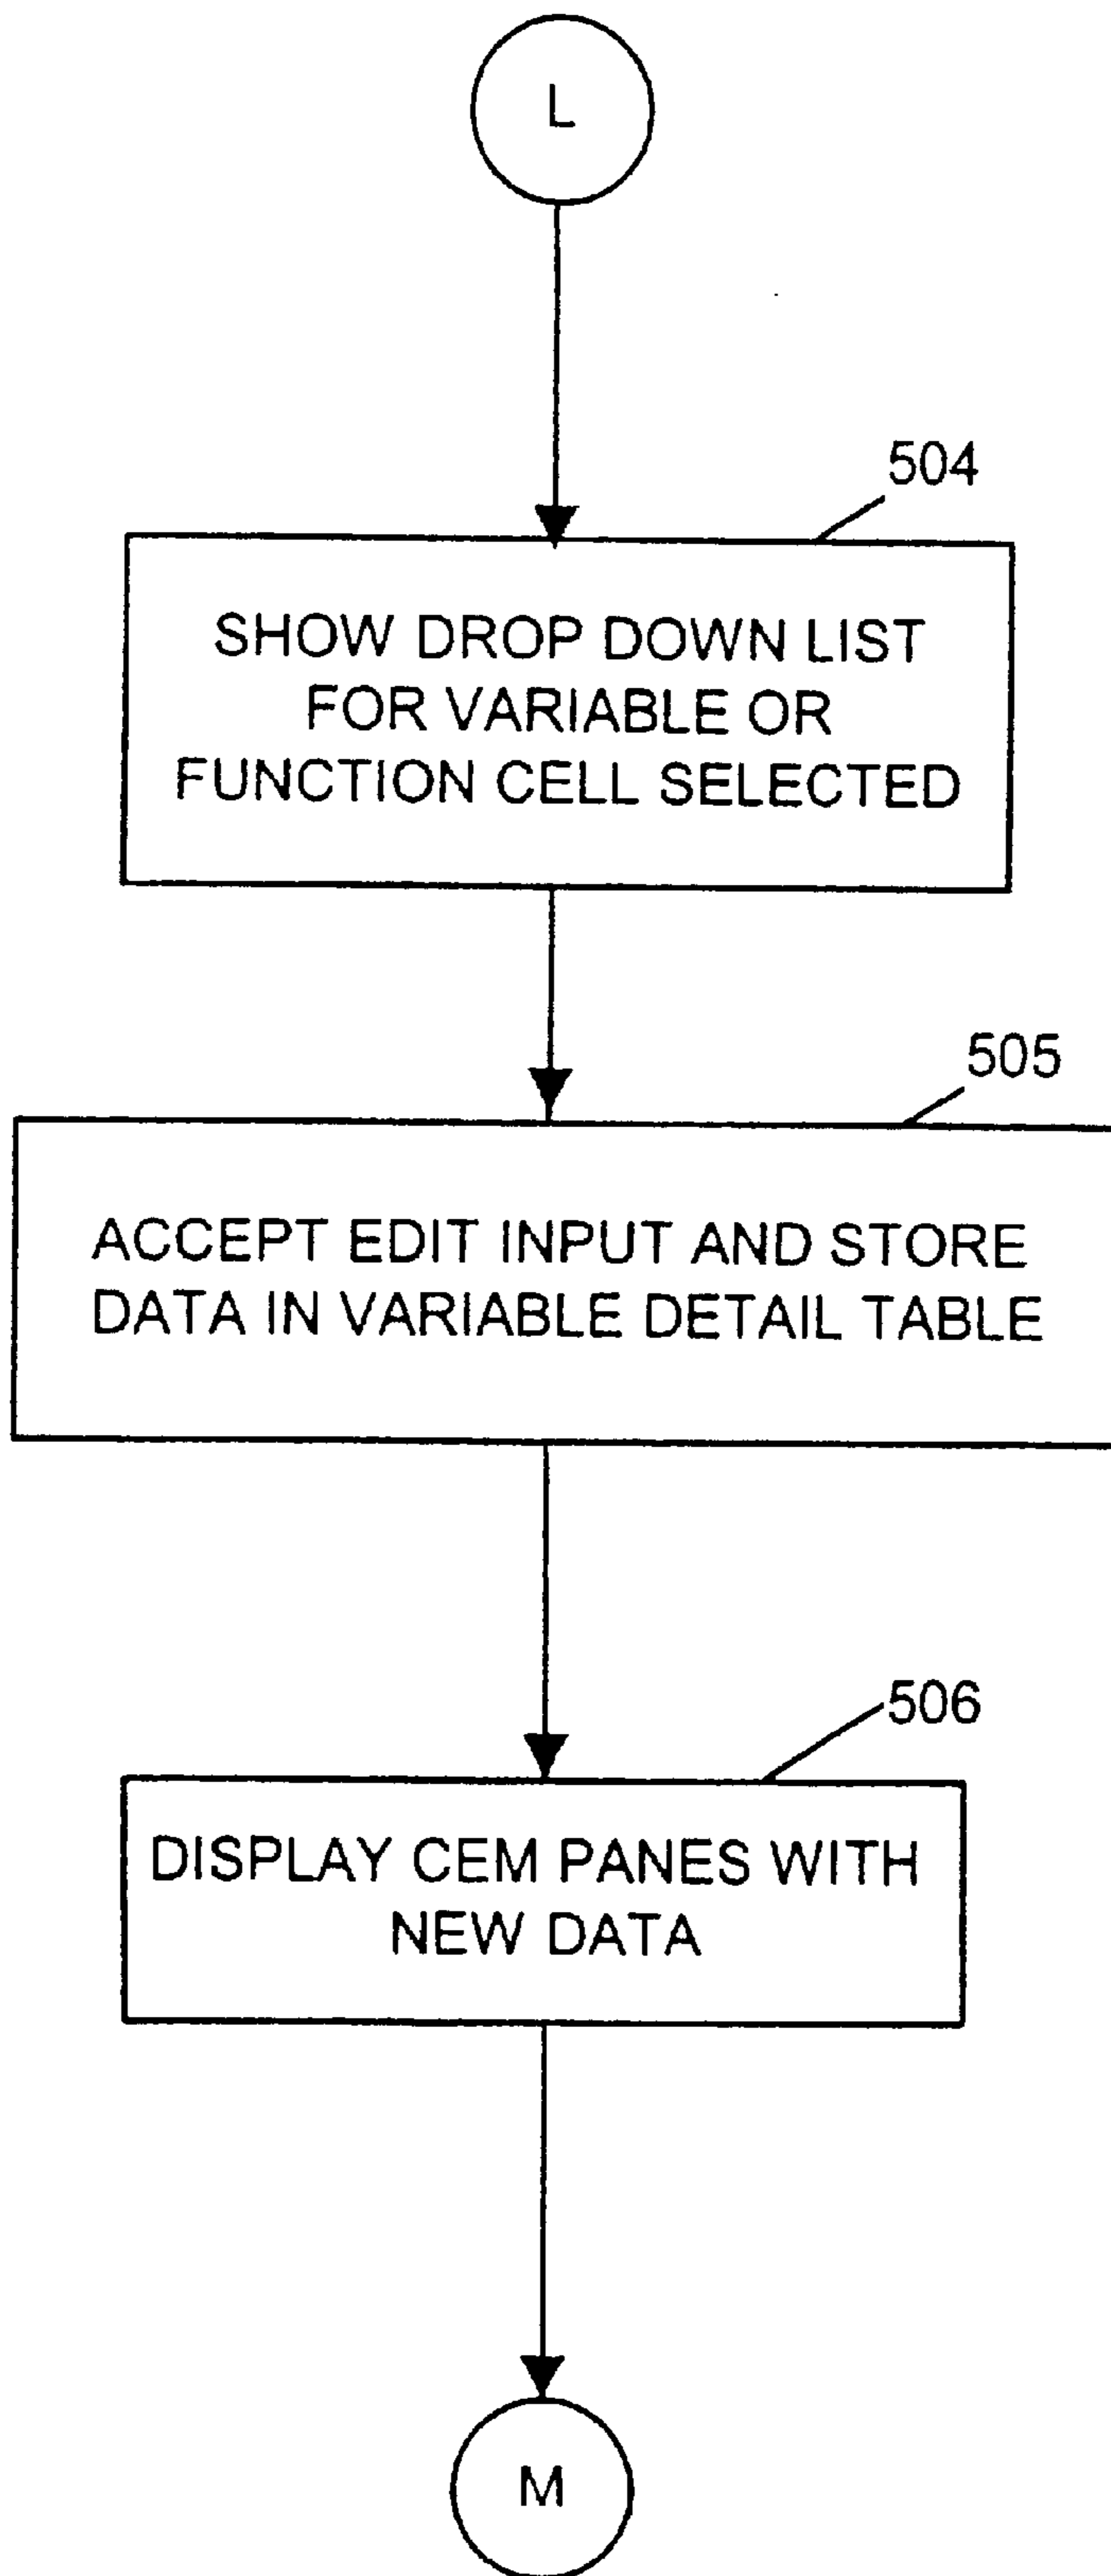 L
504
SHOW DROP DOWN LIST
FOR VARIABLE OR
FUNCTION CELL SELECTED
505
ACCEPT EDIT INPUT AND STORE
DATA IN VARIABLE DETAIL TABLE
506
DISPLAY CEM PANES WITH
NEW DATA
M